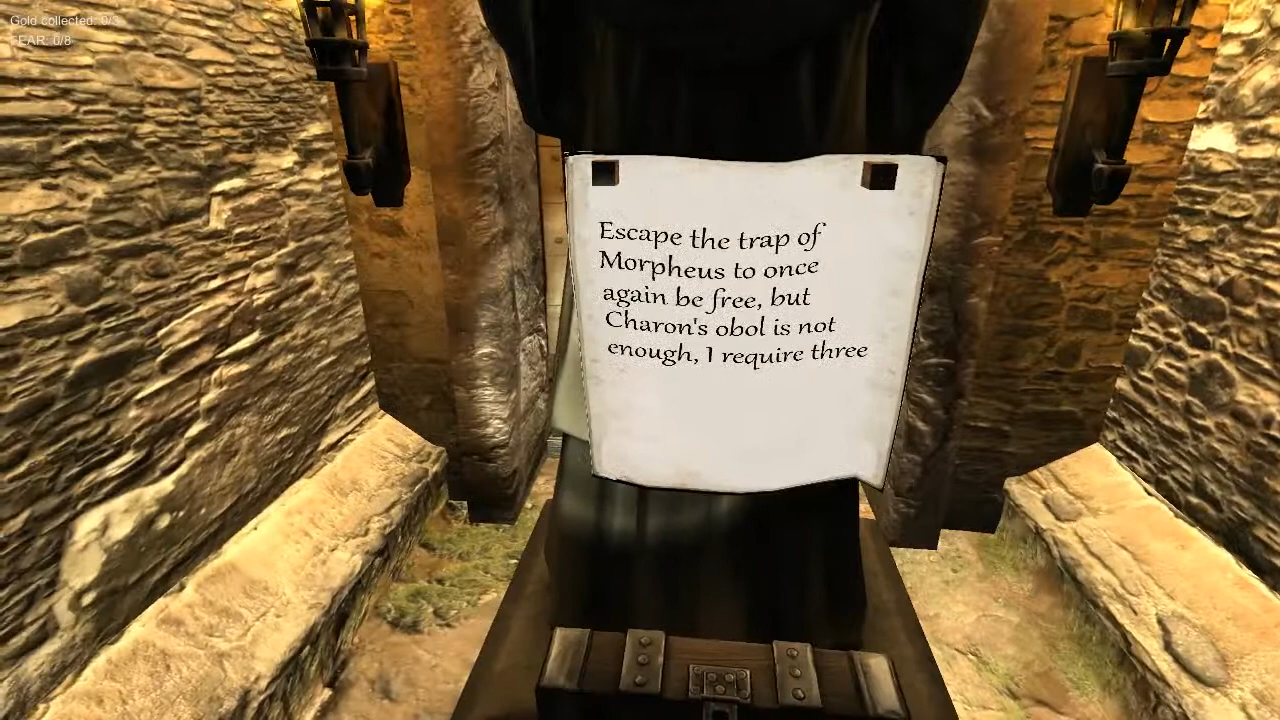 Gold collected: 0/3
FEAR: 0/8
Escape the trap of
Morpheus to once
again be free, but
Charon's obol is not
enough, I require three